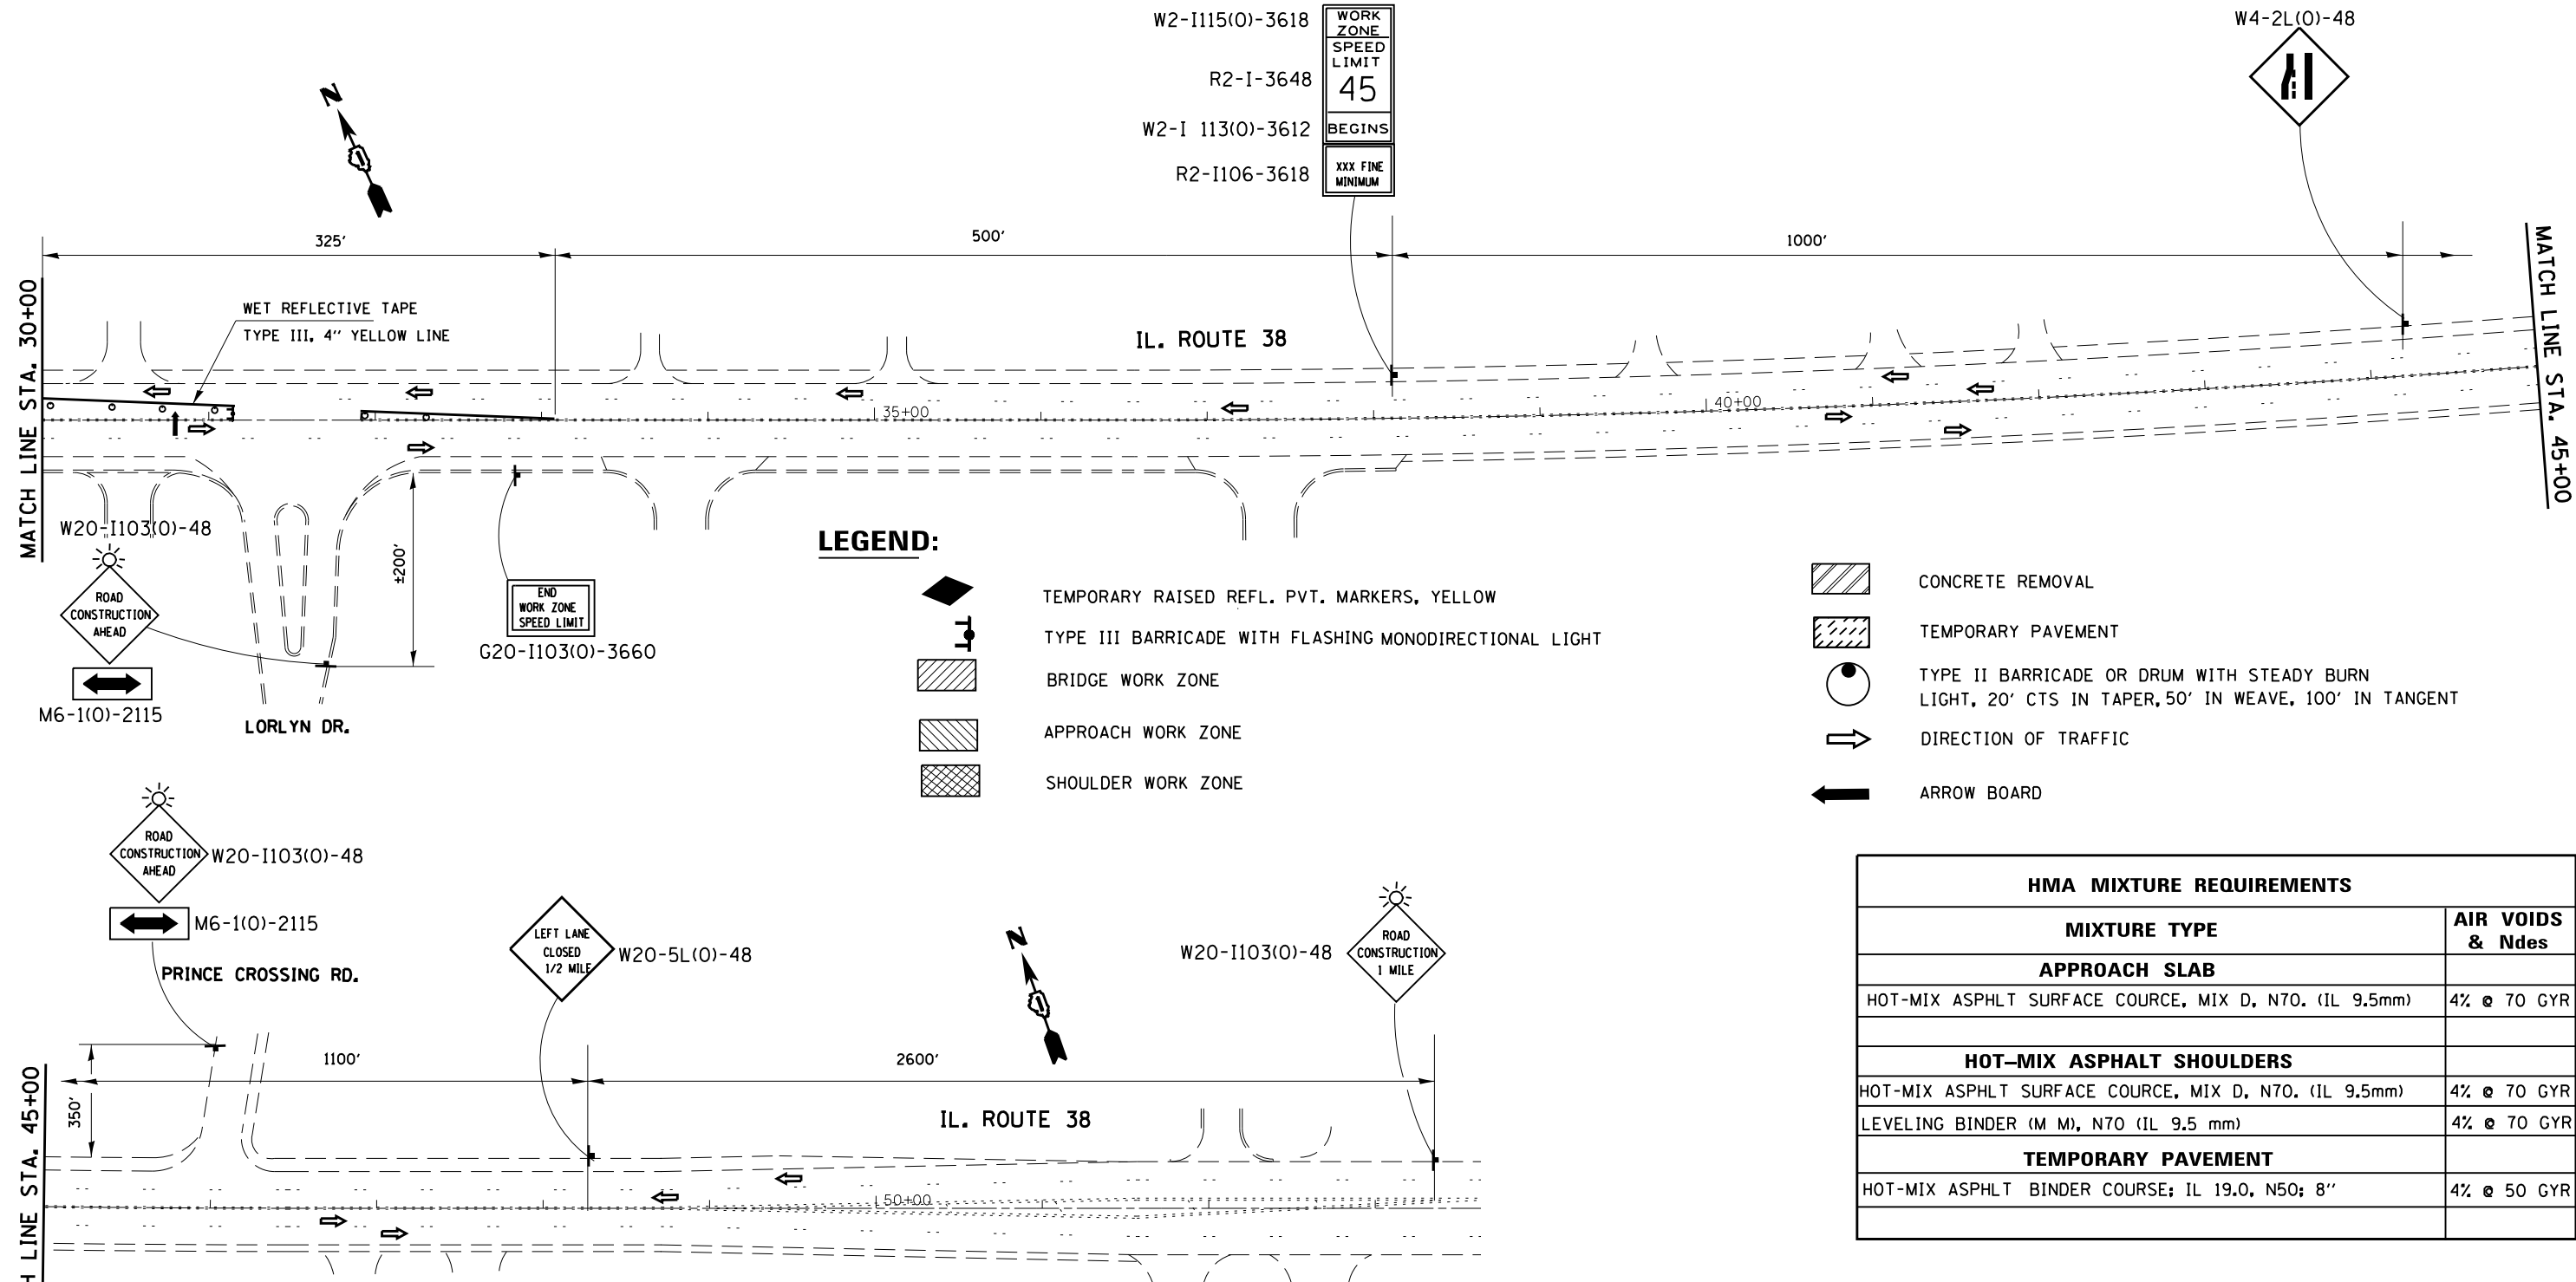 W2-I115(O)-3618
R2-I-3648
W2-I 113(O)-3612
R2-I106-3618
WORK
ZONE
SPEED
LIMIT
45
BEGINS
XXX FINE
MINIMUM
W4-2L(O)-48
N
325'
500'
1000'
MATCH LINE STA. 30+00
WET REFLECTIVE TAPE
TYPE III, 4'' YELLOW LINE
IL. ROUTE 38
35+00
40+00
MATCH LINE STA. 45+00
W20-I103(O)-48
ROAD
CONSTRUCTION
AHEAD
M6-1(O)-2115
LORLYN DR.
±200'
END
WORK ZONE
SPEED LIMIT
G20-I103(O)-3660
LEGEND:
TEMPORARY RAISED REFL. PVT. MARKERS, YELLOW
TYPE III BARRICADE WITH FLASHING MONODIRECTIONAL LIGHT
BRIDGE WORK ZONE
APPROACH WORK ZONE
SHOULDER WORK ZONE
CONCRETE REMOVAL
TEMPORARY PAVEMENT
TYPE II BARRICADE OR DRUM WITH STEADY BURN
LIGHT, 20' CTS IN TAPER, 50' IN WEAVE, 100' IN TANGENT
DIRECTION OF TRAFFIC
ARROW BOARD
ROAD
CONSTRUCTION
AHEAD
W20-I103(O)-48
M6-1(O)-2115
PRINCE CROSSING RD.
LEFT LANE
CLOSED
1/2 MILE
W20-5L(O)-48
N
W20-I103(O)-48
ROAD
CONSTRUCTION
1 MILE
350'
1100'
2600'
IL. ROUTE 38
50+00
H LINE STA. 45+00
HMA MIXTURE REQUIREMENTS
MIXTURE TYPE
AIR VOIDS
& Ndes
APPROACH SLAB
HOT-MIX ASPHLT SURFACE COURCE, MIX D, N70. (IL 9.5mm) 4% @ 70 GYR
HOT-MIX ASPHALT SHOULDERS
HOT-MIX ASPHLT SURFACE COURCE, MIX D, N70. (IL 9.5mm) 4% @ 70 GYR
LEVELING BINDER (M M), N70 (IL 9.5 mm) 4% @ 70 GYR
TEMPORARY PAVEMENT
HOT-MIX ASPHLT BINDER COURSE; IL 19.0, N50; 8'' 4% @ 50 GYR